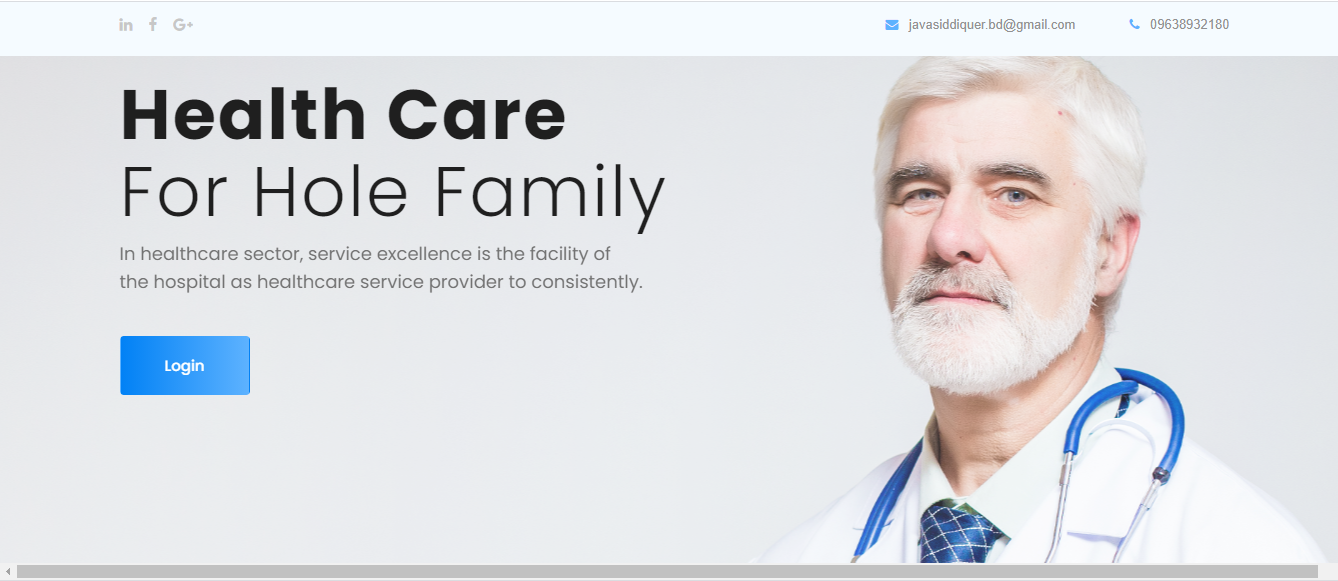 javasiddiquer.bd@gmail.com 09638932180
Health Care
For Hole Family
In healthcare sector, service excellence is the facility of
the hospital as healthcare service provider to consistently.
Login